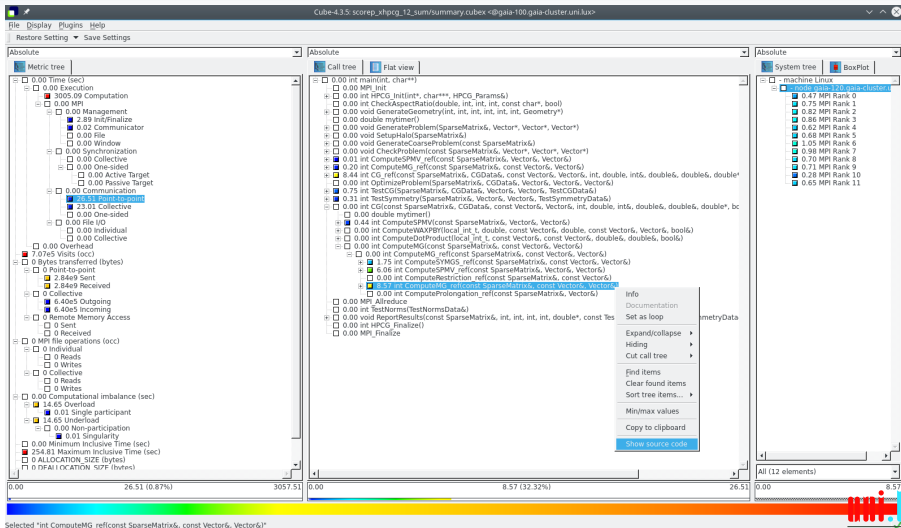 Cube-4.3.5: scorep_xhpcg_12_sum/summary.cubex <@gaia-100.gaia-cluster.uni.lux>
File Display Plugins Help
Restore Setting Save Settings
Absolute
Metric tree
0.00 Time (sec)
0.00 Execution
3005.09 Computation
0.00 MPI
0.00 Management
2.89 Init/Finalize
0.02 Communicator
0.00 File
0.00 Window
0.00 Synchronization
0.00 Collective
0.00 One-sided
0.00 Active Target
0.00 Passive Target
0.00 Communication
26.51 Point-to-point
23.01 Collective
0.00 One-sided
0.00 File I/O
0.00 Individual
0.00 Collective
0.00 Overhead
7.07e5 Visits (occ)
0 Bytes transferred (bytes)
0 Point-to-point
2.84e9 Sent
2.84e9 Received
0 Collective
6.40e5 Outgoing
6.40e5 Incoming
0 Remote Memory Access
0 Sent
0 Received
0 MPI file operations (occ)
0 Individual
0 Reads
0 Writes
0 Collective
0 Reads
0 Writes
0.00 Computational imbalance (sec)
14.65 Overload
0.01 Single participant
14.65 Underload
0.00 Non-participation
0.01 Singularity
0.00 Minimum Inclusive Time (sec)
254.81 Maximum Inclusive Time (sec)
0 ALLOCATION_SIZE (bytes)
0 DEALLOCATION_SIZE (bytes)
0.00 26.51 (0.87%) 3057.51
Absolute
Call tree Flat view
0.00 int main(int, char**)
0.00 MPI_Init
0.00 int HPCG_Init(int*, char***, HPCG_Params&)
0.00 int CheckAspectRatio(double, int, int, int, const char*, bool)
0.00 void GenerateGeometry(int, int, int, int, int, Geometry*)
0.00 double mytimer()
0.00 void GenerateProblem(SparseMatrix&, Vector*, Vector*, Vector*)
0.00 void SetupHalo(SparseMatrix&)
0.00 void GenerateCoarseProblem(const SparseMatrix&)
0.00 void CheckProblem(const SparseMatrix&, Vector*, Vector*, Vector*)
0.01 int ComputeSPMV_ref(const SparseMatrix&, Vector&, Vector&)
0.20 int ComputeMG_ref(const SparseMatrix&, const Vector&, Vector&)
8.44 int CG_ref(const SparseMatrix&, CGData&, const Vector&, Vector&, int, double, int&, double&, double&, double*
0.00 int OptimizeProblem(SparseMatrix&, CGData&, Vector&, Vector&, Vector&)
0.75 int TestCG(SparseMatrix&, CGData&, Vector&, Vector&, TestCGData&)
0.31 int TestSymmetry(SparseMatrix&, Vector&, Vector&, TestSymmetryData&)
0.00 int CG(const SparseMatrix&, CGData&, const Vector&, Vector&, int, double, int&, double&, double&, double*, bc
0.00 double mytimer()
0.44 int ComputeSPMV(const SparseMatrix&, Vector&, Vector&)
0.00 int ComputeWAXPBY(local_int_t, double, const Vector&, double, const Vector&, Vector&, bool&)
0.00 int ComputeDotProduct(local_int_t, const Vector&, const Vector&, double&, double&, bool&)
0.00 int ComputeMG(const SparseMatrix&, const Vector&, Vector&)
0.00 int ComputeMG_ref(const SparseMatrix&, const Vector&, Vector&)
1.75 int ComputeSYMGS_ref(const SparseMatrix&, const Vector&, Vector&)
6.06 int ComputeSPMV_ref(const SparseMatrix&, Vector&, Vector&)
0.00 int ComputeRestriction_ref(const SparseMatrix&, const Vector&)
8.57 int ComputeMG_ref(const SparseMatrix&, const Vector&, Vector&)
0.00 int ComputeProlongation_ref(const SparseMatrix&, Vector&)
0.00 MPI_Allreduce
0.00 int TestNorms(TestNormsData&)
0.00 void ReportResults(const SparseMatrix&, int, int, int, int, double*, const Tes mmetryData
0.00 int HPCG_Finalize()
0.00 MPI_Finalize
Info
Documentation
Set as loop
Expand/collapse
Hiding
Cut call tree
Find items
Clear found items
Sort tree items...
Min/max values
Copy to clipboard
Show source code
0.00 8.57 (32.32%) 26.51
Absolute
System tree BoxPlot
- machine Linux
- node gaia-120.gaia-cluster.u
0.47 MPI Rank 0
0.75 MPI Rank 1
0.82 MPI Rank 2
0.86 MPI Rank 3
0.62 MPI Rank 4
0.68 MPI Rank 5
1.05 MPI Rank 6
0.98 MPI Rank 7
0.70 MPI Rank 8
0.71 MPI Rank 9
0.28 MPI Rank 10
0.65 MPI Rank 11
All (12 elements)
0.00 8.57
Selected "int ComputeMG_ref(const SparseMatrix&, const Vector&, Vector&)"